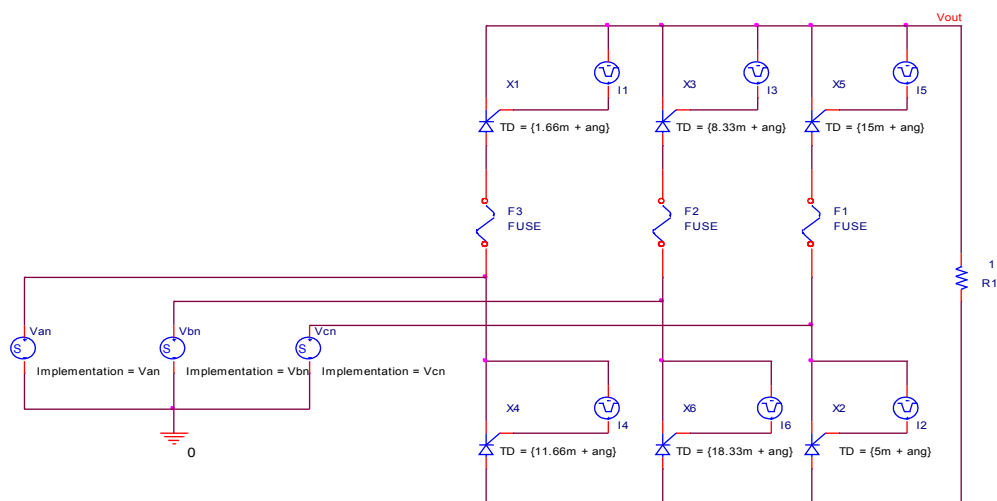 Vout
X1
I1
X3
I3
X5
I5
TD = {1.66m + ang}
TD = {8.33m + ang}
TD = {15m + ang}
F3
FUSE
F2
FUSE
F1
FUSE
1
R1
Van
Vbn
Vcn
S
S
S
Implementation = Van
Implementation = Vbn
Implementation = Vcn
X4
I4
X6
I6
X2
I2
TD = {11.66m + ang}
TD = {18.33m + ang}
TD = {5m + ang}
0